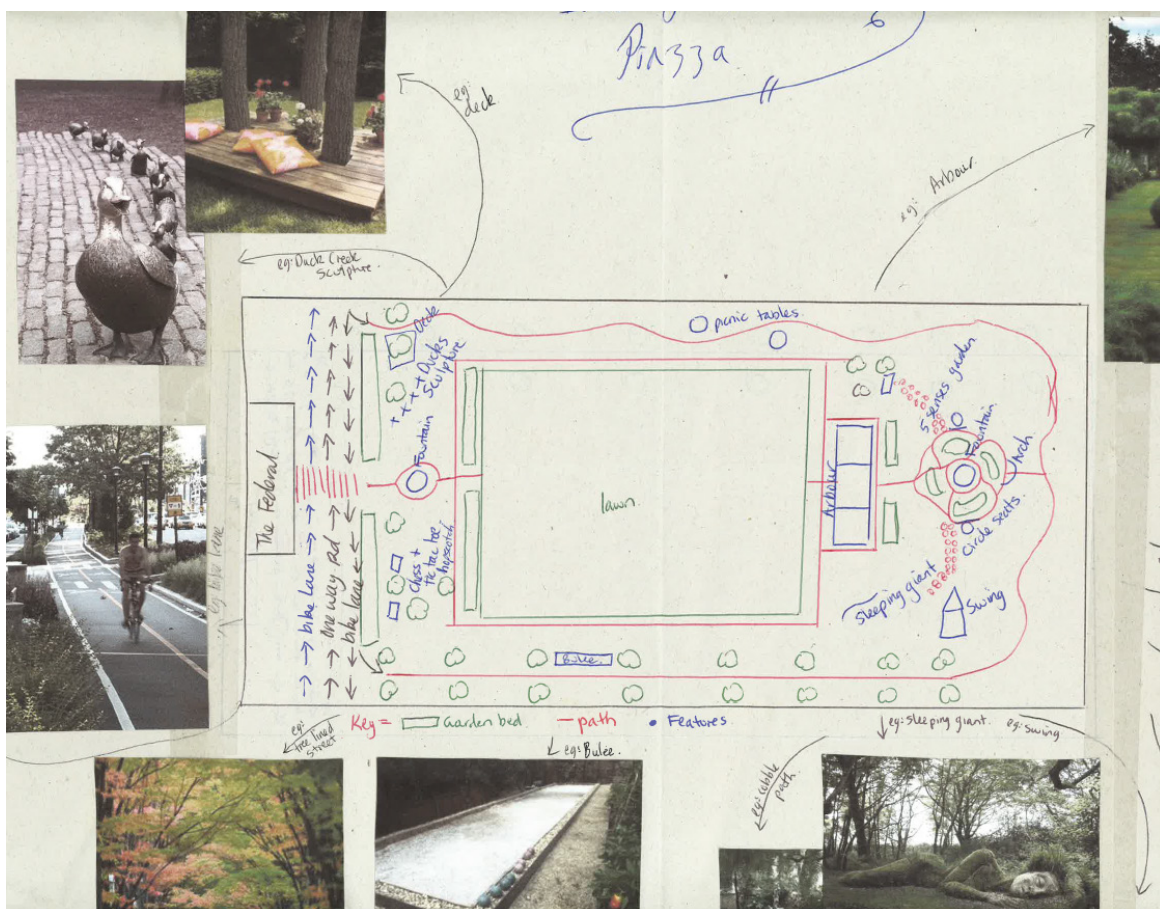 Piazza
eg:
deck
eg: Arbour.
eg: Duck Creek
Sculpture.
Deck
Ducks
Sculpture
picnic tables
5 senses garden
Fountain
Fountain
Arch
The Federal
lawn.
Arbour
circle seats.
bike lane
one way rd
bike lane
Chess +
tic tac toe
hopscotch
sleeping giant
Swing
Bulee.
eg: bike lane
Key = Garden bed. path Features.
eg:
tree lined
street
eg: Bulee.
eg: cobble
path
eg: sleeping giant.
eg: swing